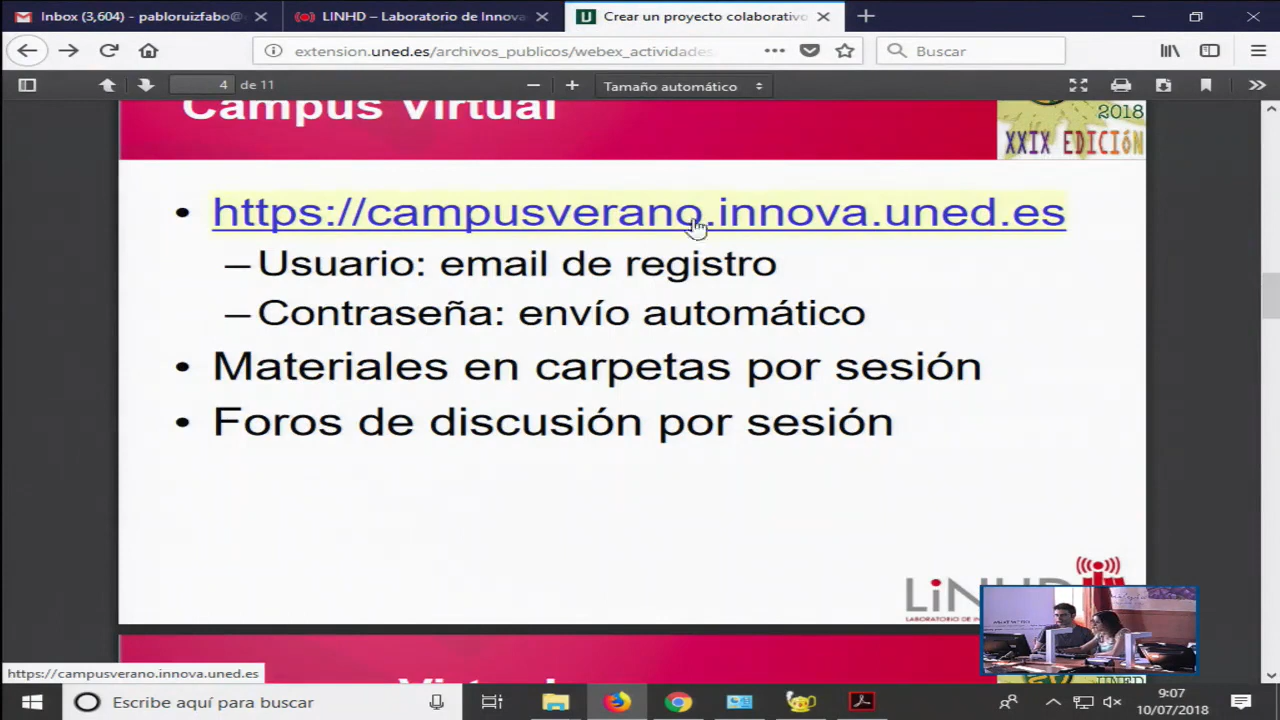 Inbox (3,604) - pabloruizfabo@
LINHD – Laboratorio de Innova
Crear un proyecto colaborativo
extension.uned.es/archivos_publicos/webex_actividades
Buscar
4 de 11
Tamaño automático
Campus Virtual
2018
XXIX EDICIÓN
• https://campusverano.innova.uned.es
– Usuario: email de registro
– Contraseña: envío automático
• Materiales en carpetas por sesión
• Foros de discusión por sesión
LiNHD
https://campusverano.innova.uned.es
Virtual
UNED
Escribe aquí para buscar
9:07
10/07/2018